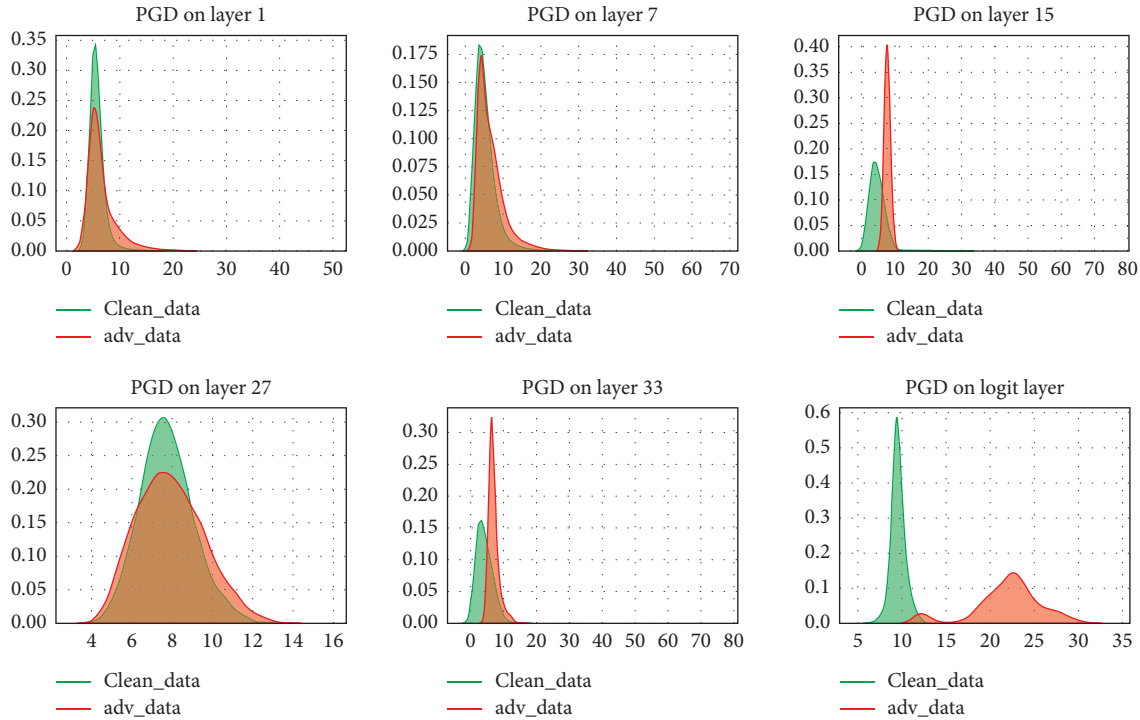 PGD on layer 1
0.35
0.30
0.25
0.20
0.15
0.10
0.05
0.00
0 10 20 30 40 50
Clean_data
adv_data
PGD on layer 7
0.175
0.150
0.125
0.100
0.075
0.050
0.025
0.000
0 10 20 30 40 50 60 70
Clean_data
adv_data
PGD on layer 15
0.40
0.35
0.30
0.25
0.20
0.15
0.10
0.05
0.00
0 10 20 30 40 50 60 70 80
Clean_data
adv_data
PGD on layer 27
0.30
0.25
0.20
0.15
0.10
0.05
0.00
4 6 8 10 12 14 16
Clean_data
adv_data
PGD on layer 33
0.30
0.25
0.20
0.15
0.10
0.05
0.00
0 10 20 30 40 50 60 70 80
Clean_data
adv_data
PGD on logit layer
0.6
0.5
0.4
0.3
0.2
0.1
0.0
5 10 15 20 25 30 35
Clean_data
adv_data